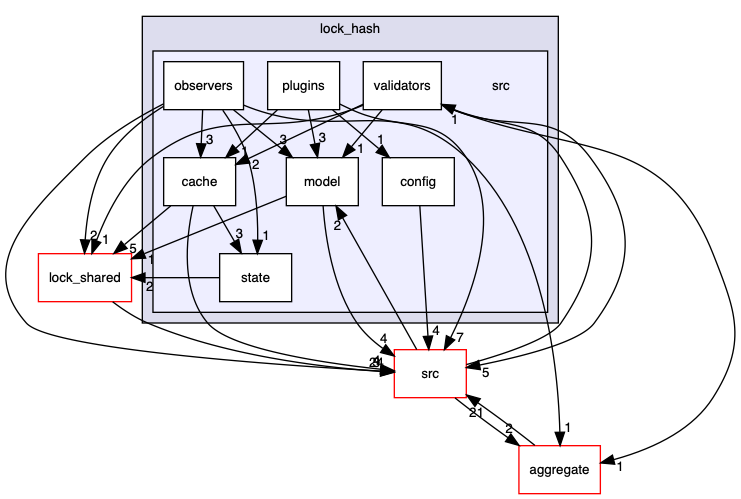 lock_hash
observers
plugins
validators
src
1
3
3
3
1
1
1
2
cache
model
config
2
1
3
1
5
1
2
lock_shared
state
2
4
4
7
src
5
21
2
1
1
aggregate